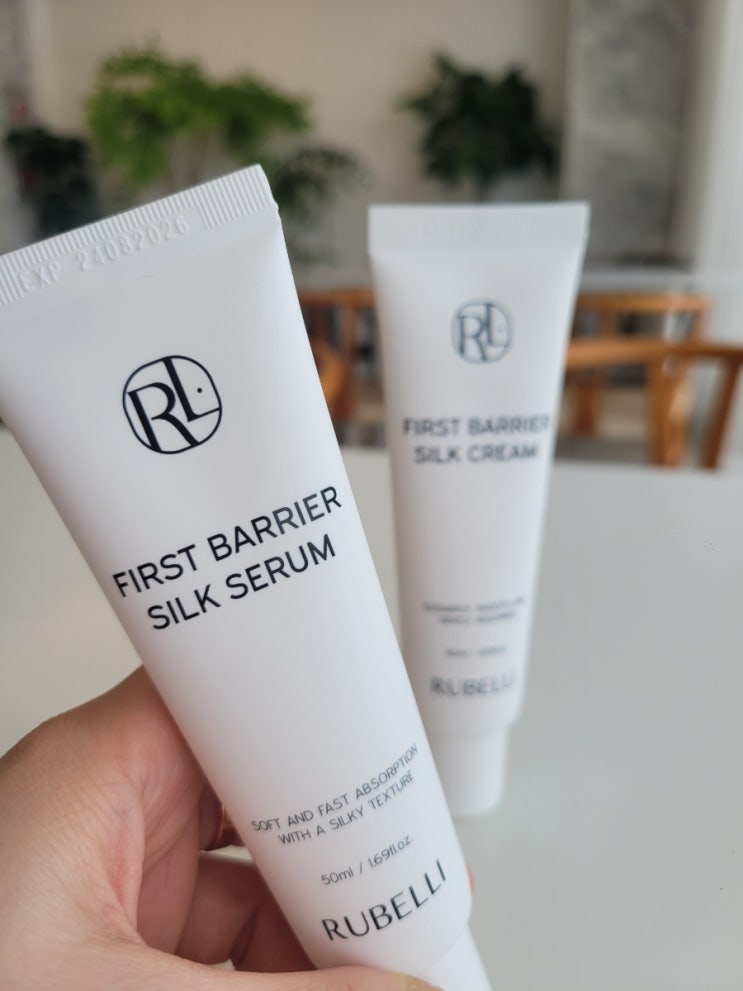 EXP 24082026
RL
FIRST BARRIER
SILK SERUM
SOFT AND FAST ABSORPTION
WITH A SILKY TEXTURE
50ml / 1.69fl.oz
RUBELLI
RL
FIRST BARRIER
SILK CREAM
RUBELLI